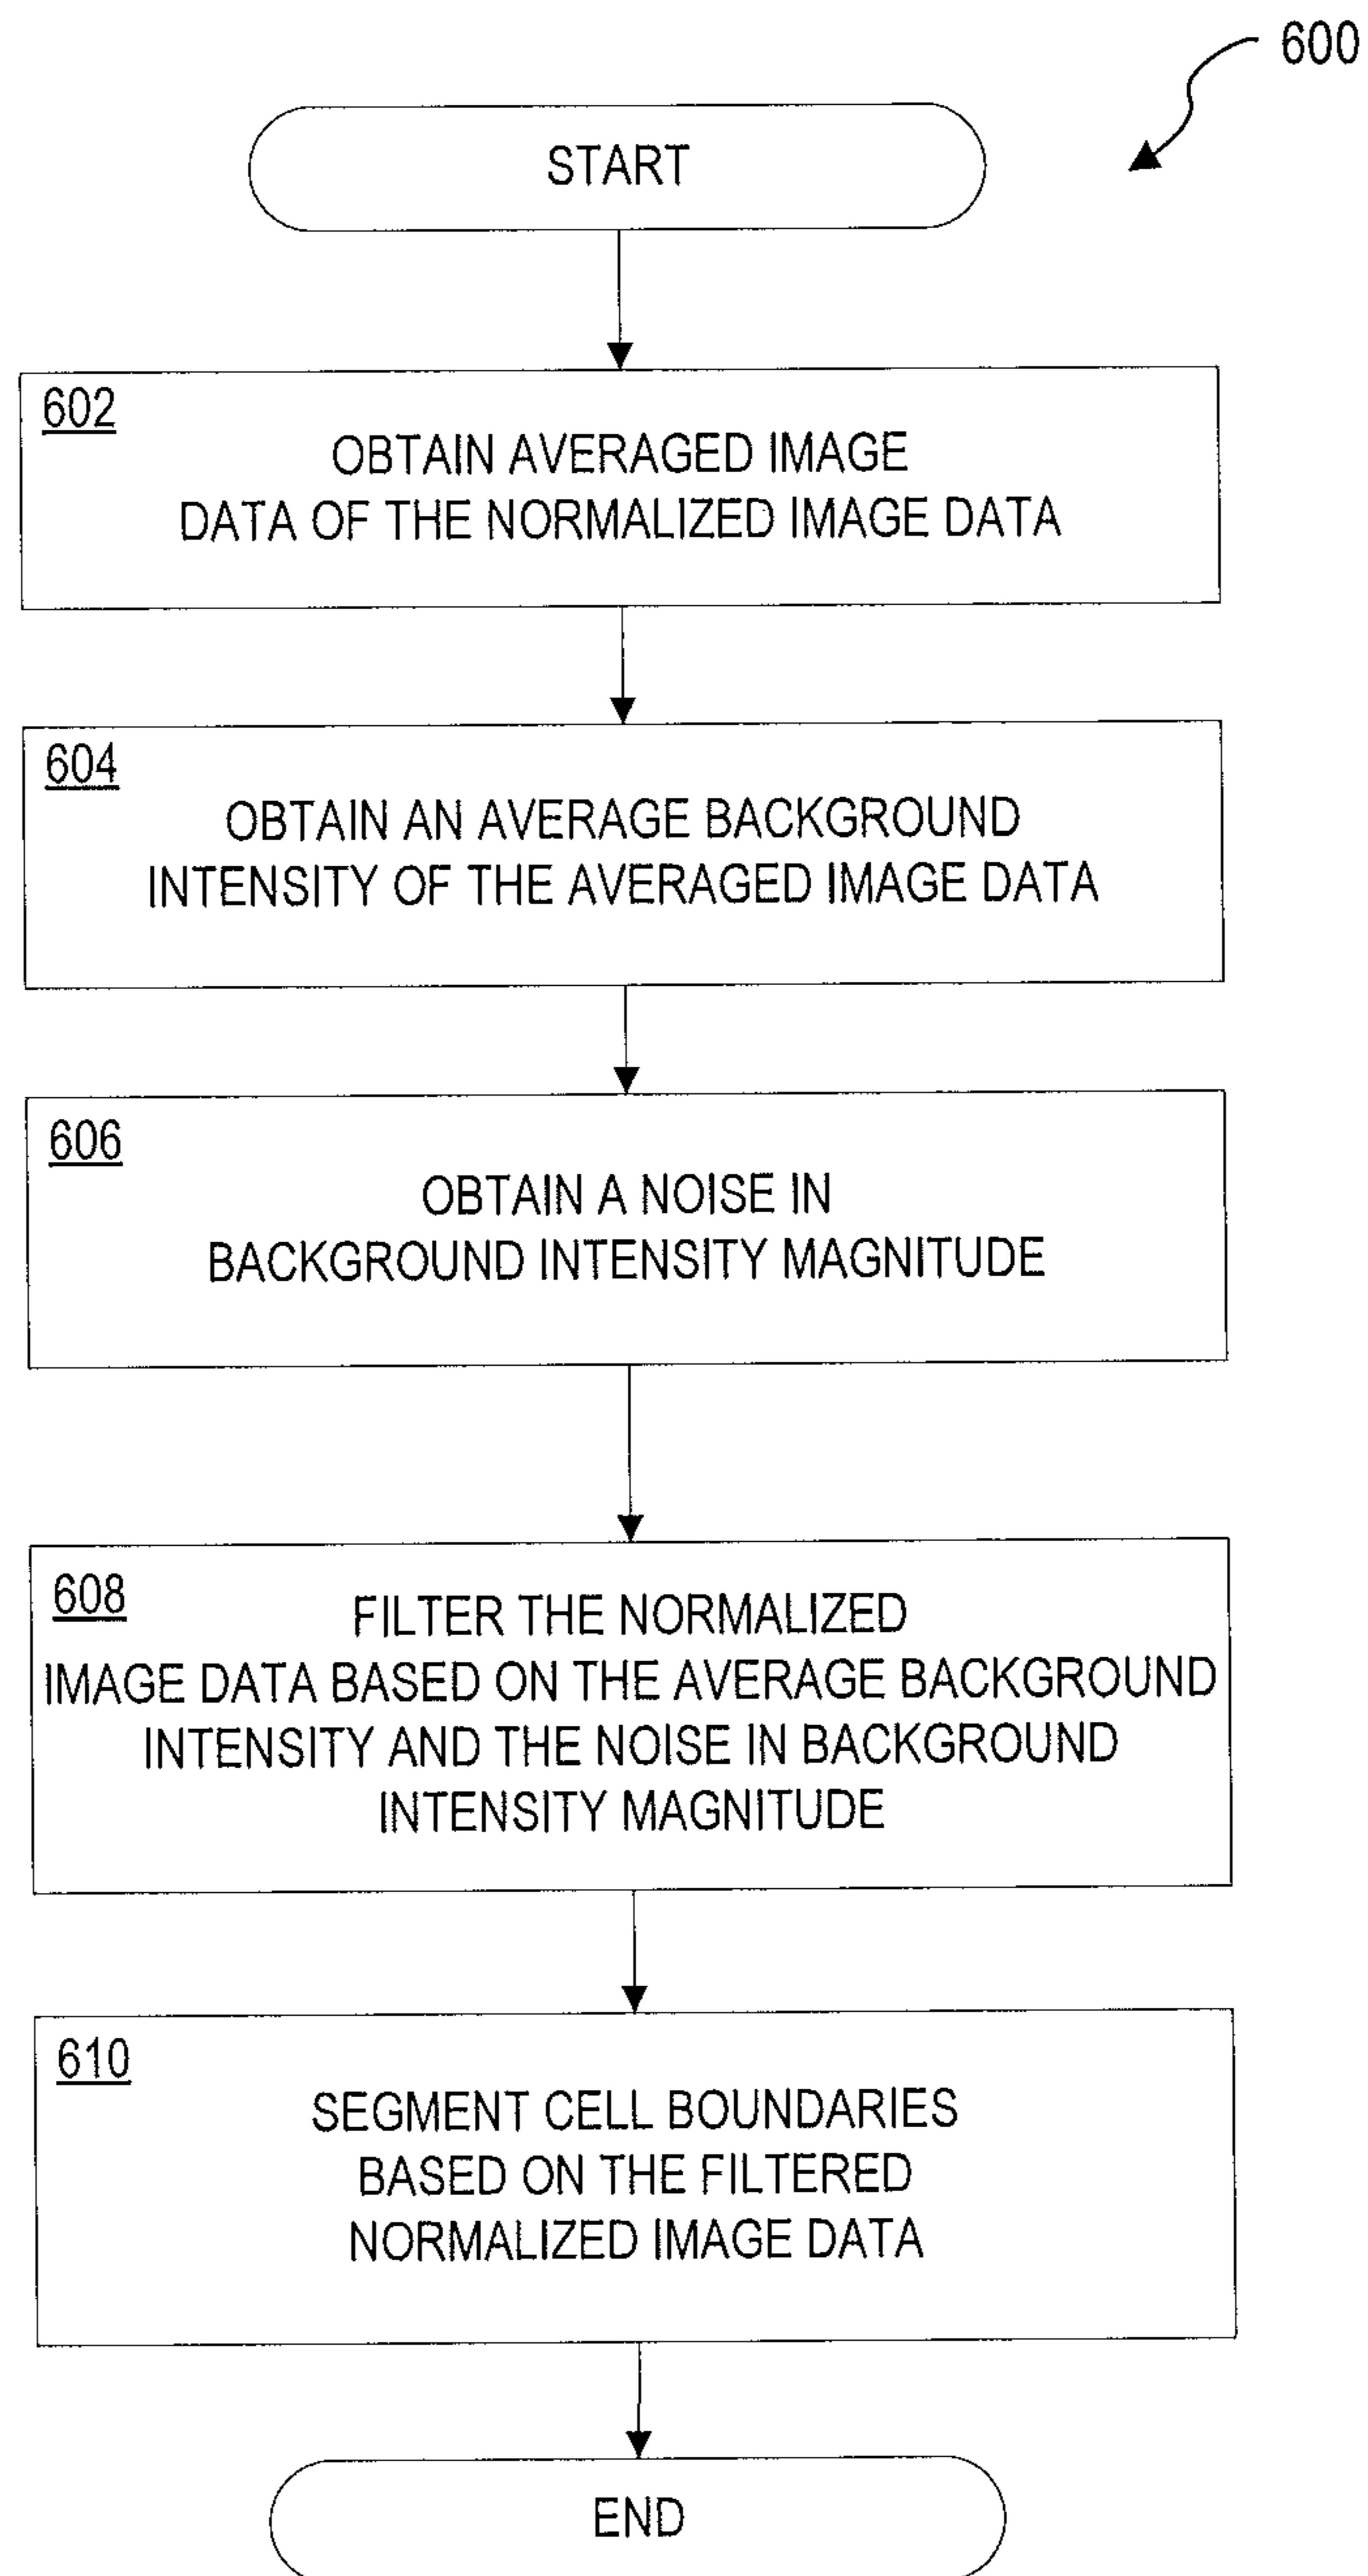 600
START
602
OBTAIN AVERAGED IMAGE
DATA OF THE NORMALIZED IMAGE DATA
604
OBTAIN AN AVERAGE BACKGROUND
INTENSITY OF THE AVERAGED IMAGE DATA
606
OBTAIN A NOISE IN
BACKGROUND INTENSITY MAGNITUDE
608
FILTER THE NORMALIZED
IMAGE DATA BASED ON THE AVERAGE BACKGROUND
INTENSITY AND THE NOISE IN BACKGROUND
INTENSITY MAGNITUDE
610
SEGMENT CELL BOUNDARIES
BASED ON THE FILTERED
NORMALIZED IMAGE DATA
END